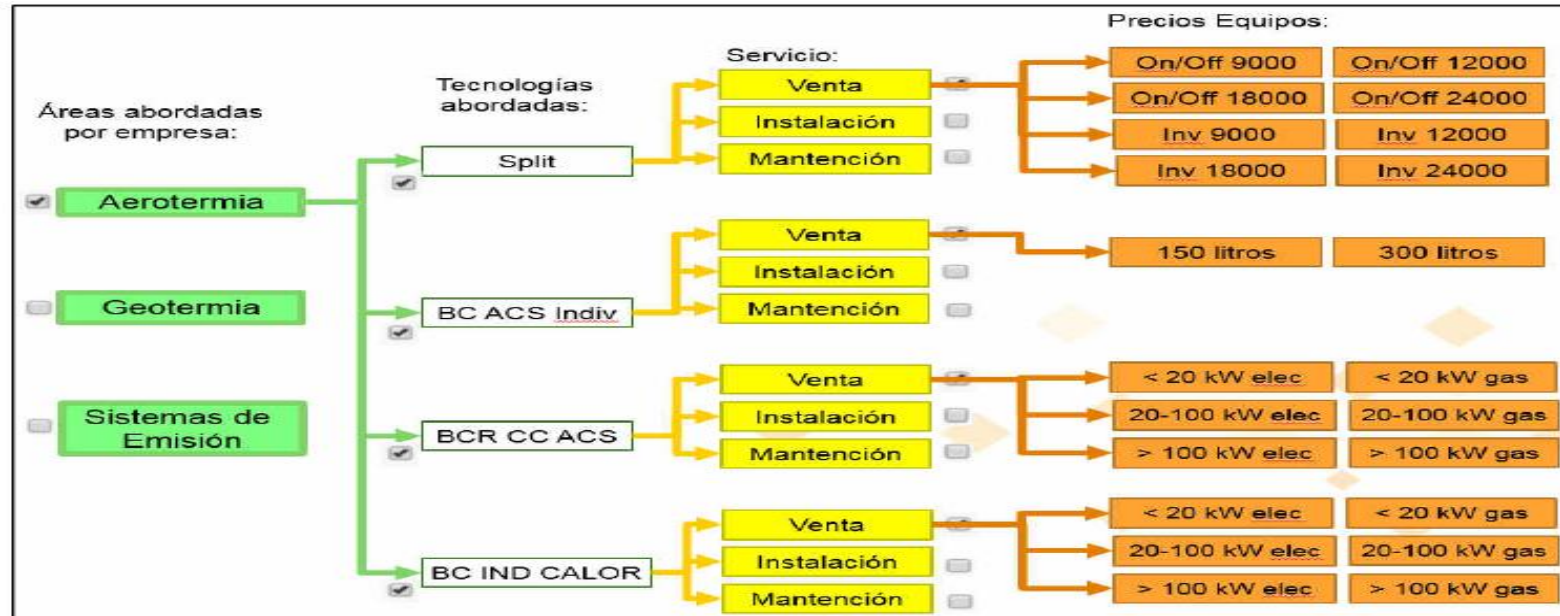 Áreas abordadas
por empresa:
Aerotermia
Geotermia
Sistemas de
Emisión
Tecnologías
abordadas:
Split
BC ACS Indiv
BCR CC ACS
BC IND CALOR
Servicio:
Venta
Instalación
Mantención
Venta
Instalación
Mantención
Venta
Instalación
Mantención
Venta
Instalación
Mantención
Precios Equipos:
On/Off 9000 On/Off 12000
On/Off 18000 On/Off 24000
Inv 9000 Inv 12000
Inv 18000 Inv 24000
150 litros 300 litros
< 20 kW elec < 20 kW gas
20-100 kW elec 20-100 kW gas
> 100 kW elec > 100 kW gas
< 20 kW elec < 20 kW gas
20-100 kW elec 20-100 kW gas
> 100 kW elec > 100 kW gas